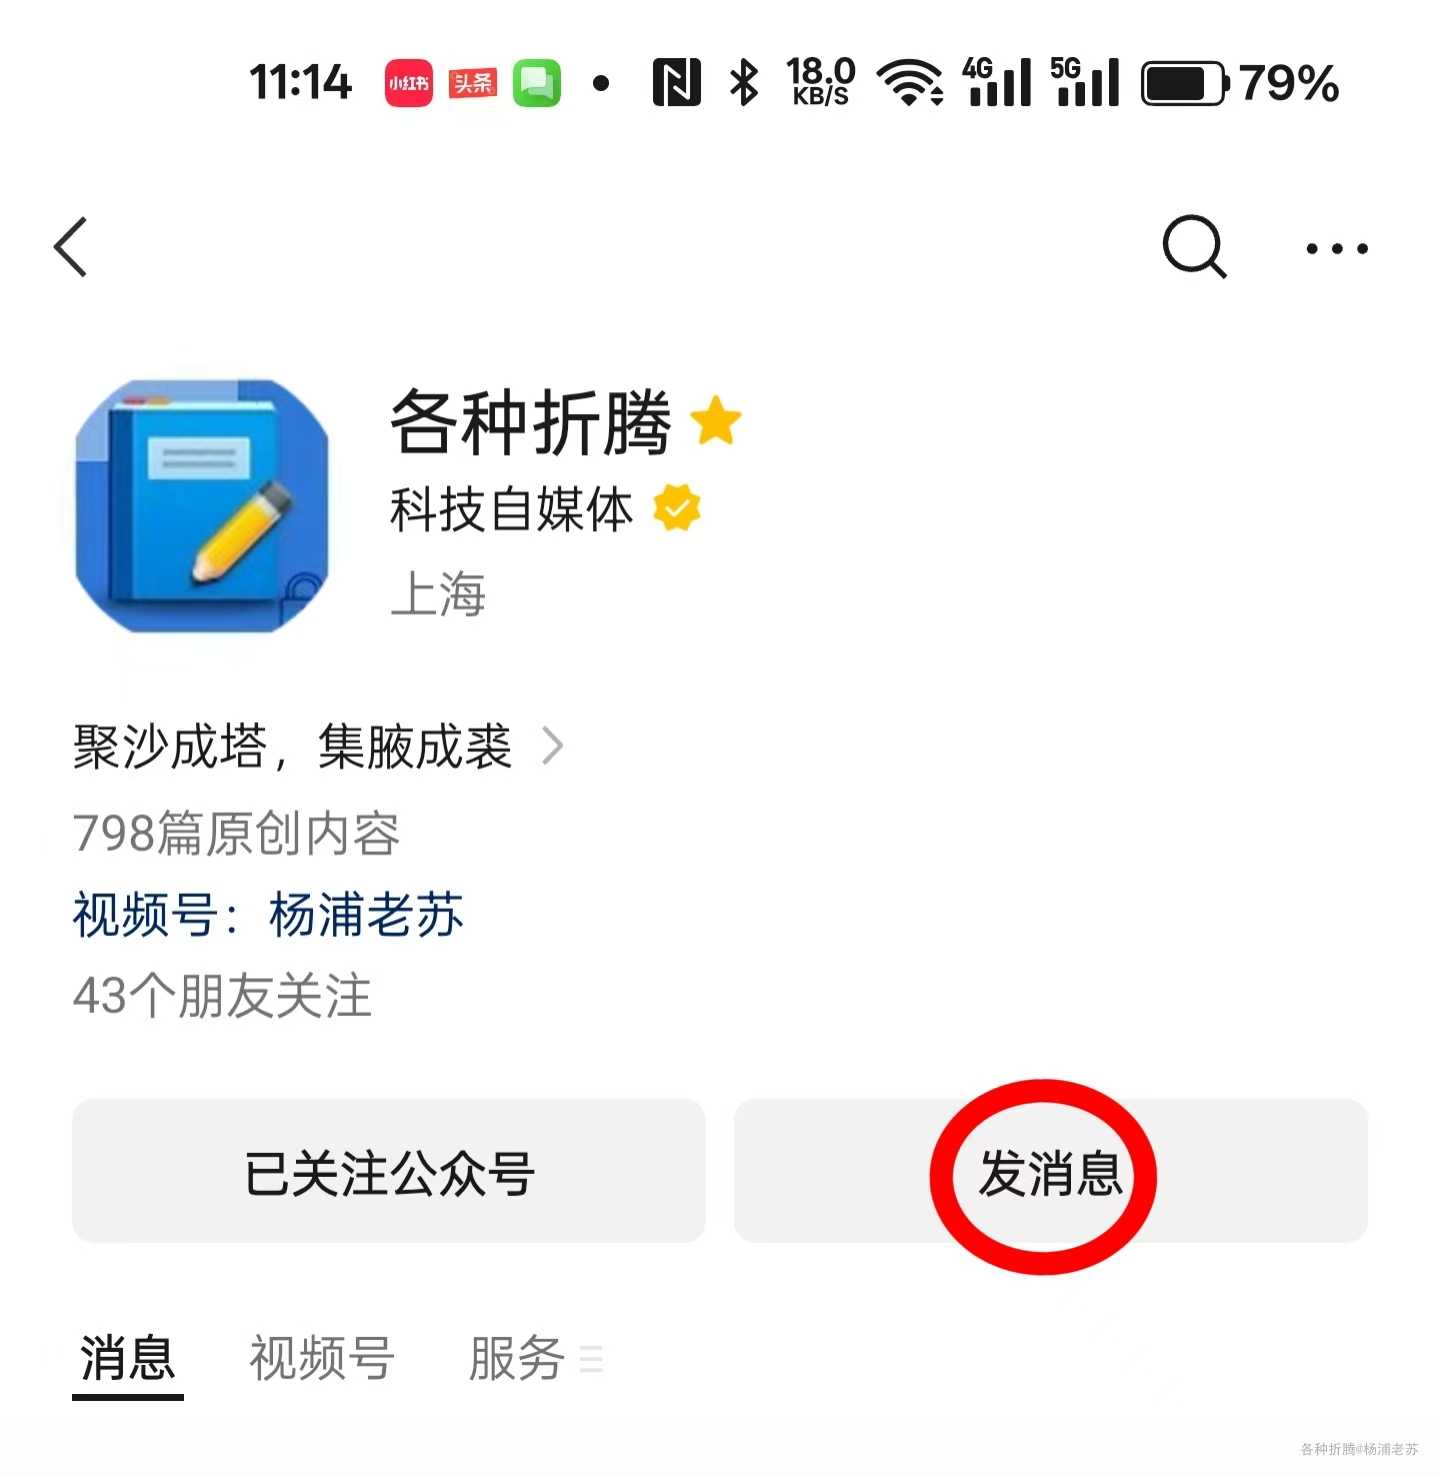 11:14 小红书 头条 18.0 KB/S 4G 5G 79%
各种折腾
科技自媒体
上海
聚沙成塔，集腋成裘
798篇原创内容
视频号：杨浦老苏
43个朋友关注
已关注公众号 发消息
消息 视频号 服务
各种折腾@杨浦老苏